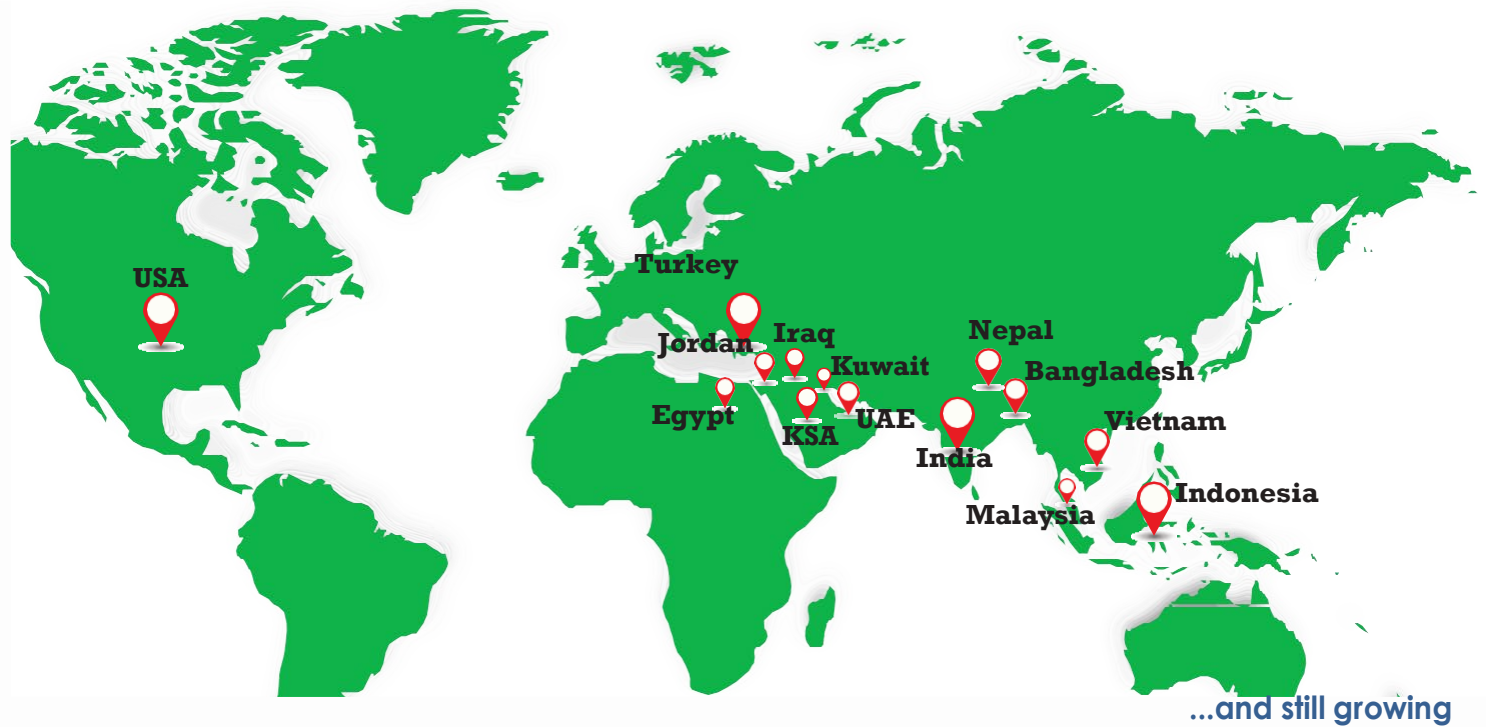 USA
Turkey
Jordan
Iraq
Nepal
Kuwait
Bangladesh
Egypt
KSA
UAE
Vietnam
India
Indonesia
Malaysia
...and still growing